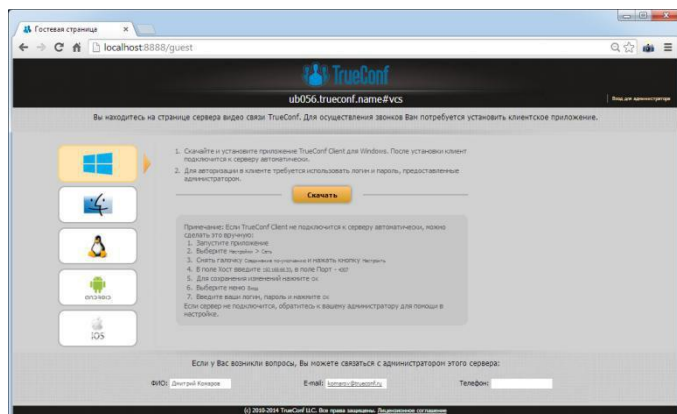 Гостевая страница
localhost:8888/guest
TrueConf
ub056.trueconf.name#vcs
Вход для администратора
Вы находитесь на странице сервера видео связи TrueConf. Для осуществления звонков Вам потребуется установить клиентское приложение.
1. Скачайте и установите приложение TrueConf Client для Windows. После установки клиент
подключится к серверу автоматически.
2. Для авторизации в клиенте требуется использовать логин и пароль, предоставленные
администратором.
Скачать
Примечание: Если TrueConf Client не подключится к серверу автоматически, можно
сделать это вручную:
1. Запустите приложение
2. Выберите Настройки > Сеть
3. Снять галочку и нажать кнопку Настроить
4. В поле Хост введите , в поле Порт - 4307
5. Для сохранения изменений нажмите OK
6. Выберите меню Вход
7. Введите ваши логин, пароль и нажмите OK
Если сервер не подключится, обратитесь к вашему администратору для помощи в
настройке.
ANDROID
iOS
Если у Вас возникли вопросы, Вы можете связаться с администратором этого сервера:
ФИО: Дмитрий Комаров E-mail: komarov@trueconf.ru Телефон:
(c) 2010-2014 TrueConf LLC. Все права защищены. Лицензионное соглашение